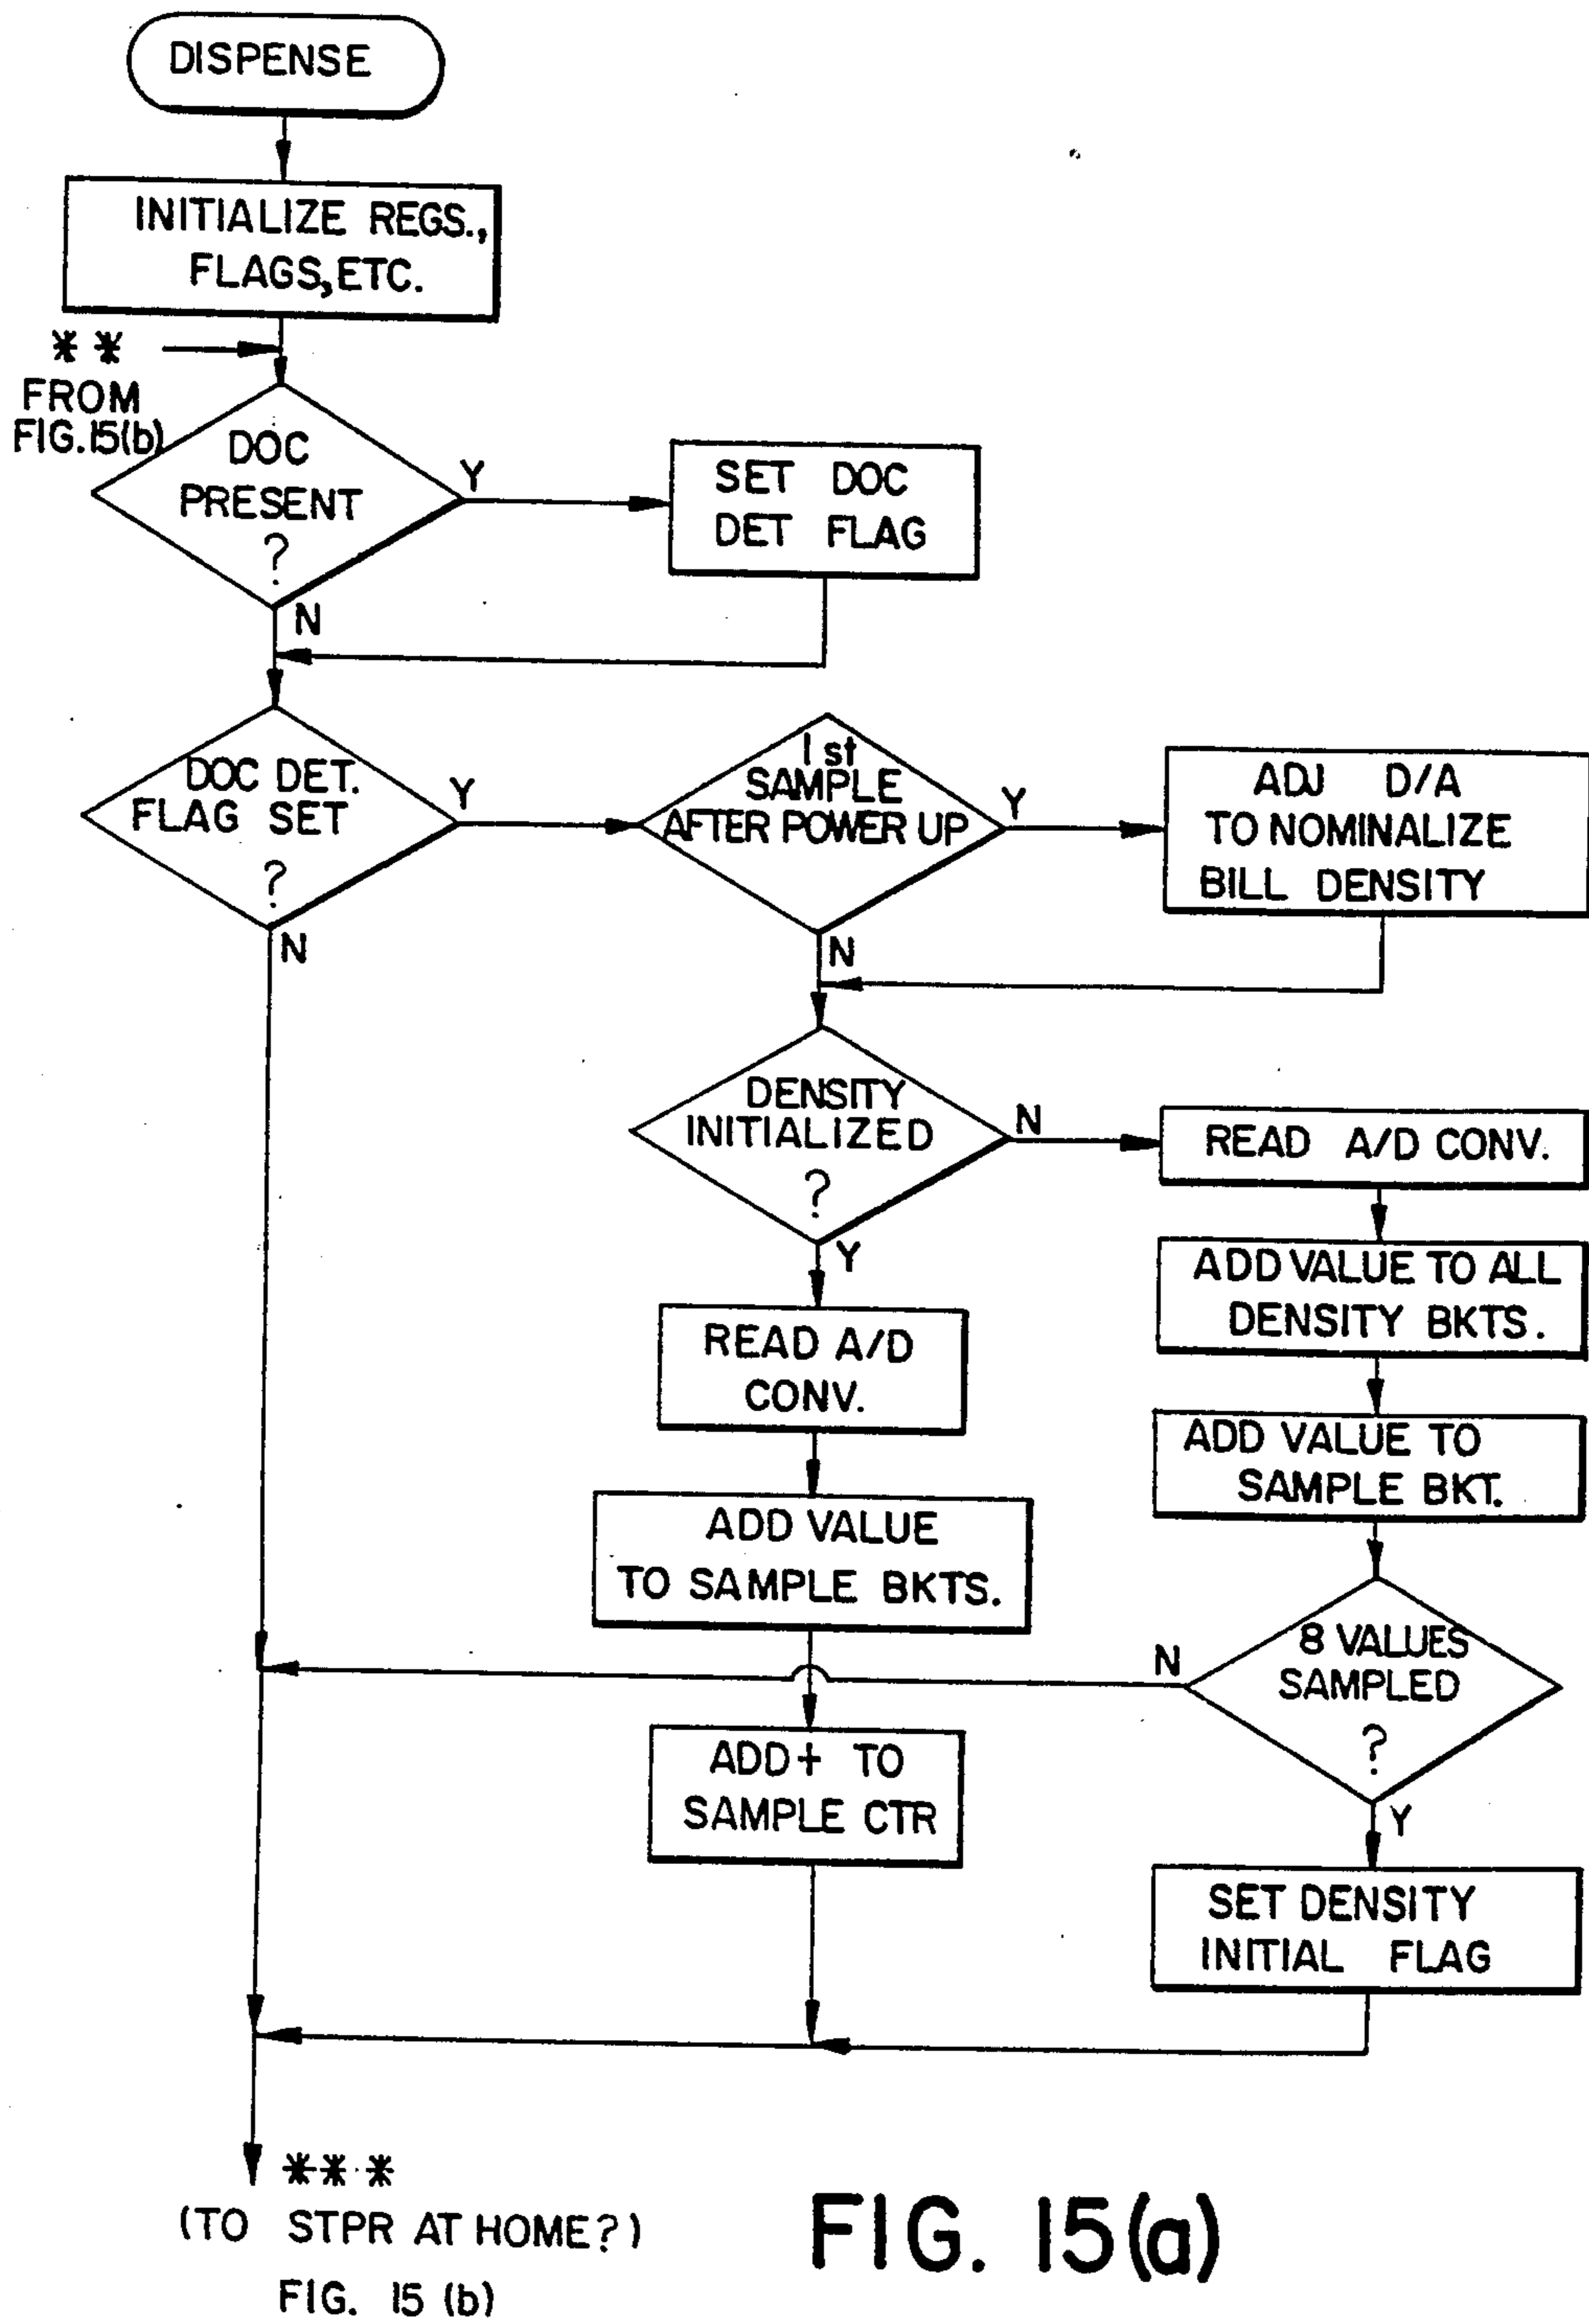 DISPENSE
INITIALIZE REGS.,
FLAGS, ETC.
**
FROM
FIG. 15(b)
DOC
PRESENT
?
Y
N
SET DOC
DET FLAG
DOC DET.
FLAG SET
?
Y
N
1st
SAMPLE
AFTER POWER UP
Y
N
ADJ D/A
TO NOMINALIZE
BILL DENSITY
DENSITY
INITIALIZED
?
N
Y
READ A/D CONV.
ADD VALUE TO ALL
DENSITY BKTS.
ADD VALUE TO
SAMPLE BKT.
READ A/D
CONV.
ADD VALUE
TO SAMPLE BKTS.
8 VALUES
SAMPLED
?
N
Y
ADD + TO
SAMPLE CTR
SET DENSITY
INITIAL FLAG
***
(TO STPR AT HOME?)
FIG. 15 (b)
FIG. 15(a)